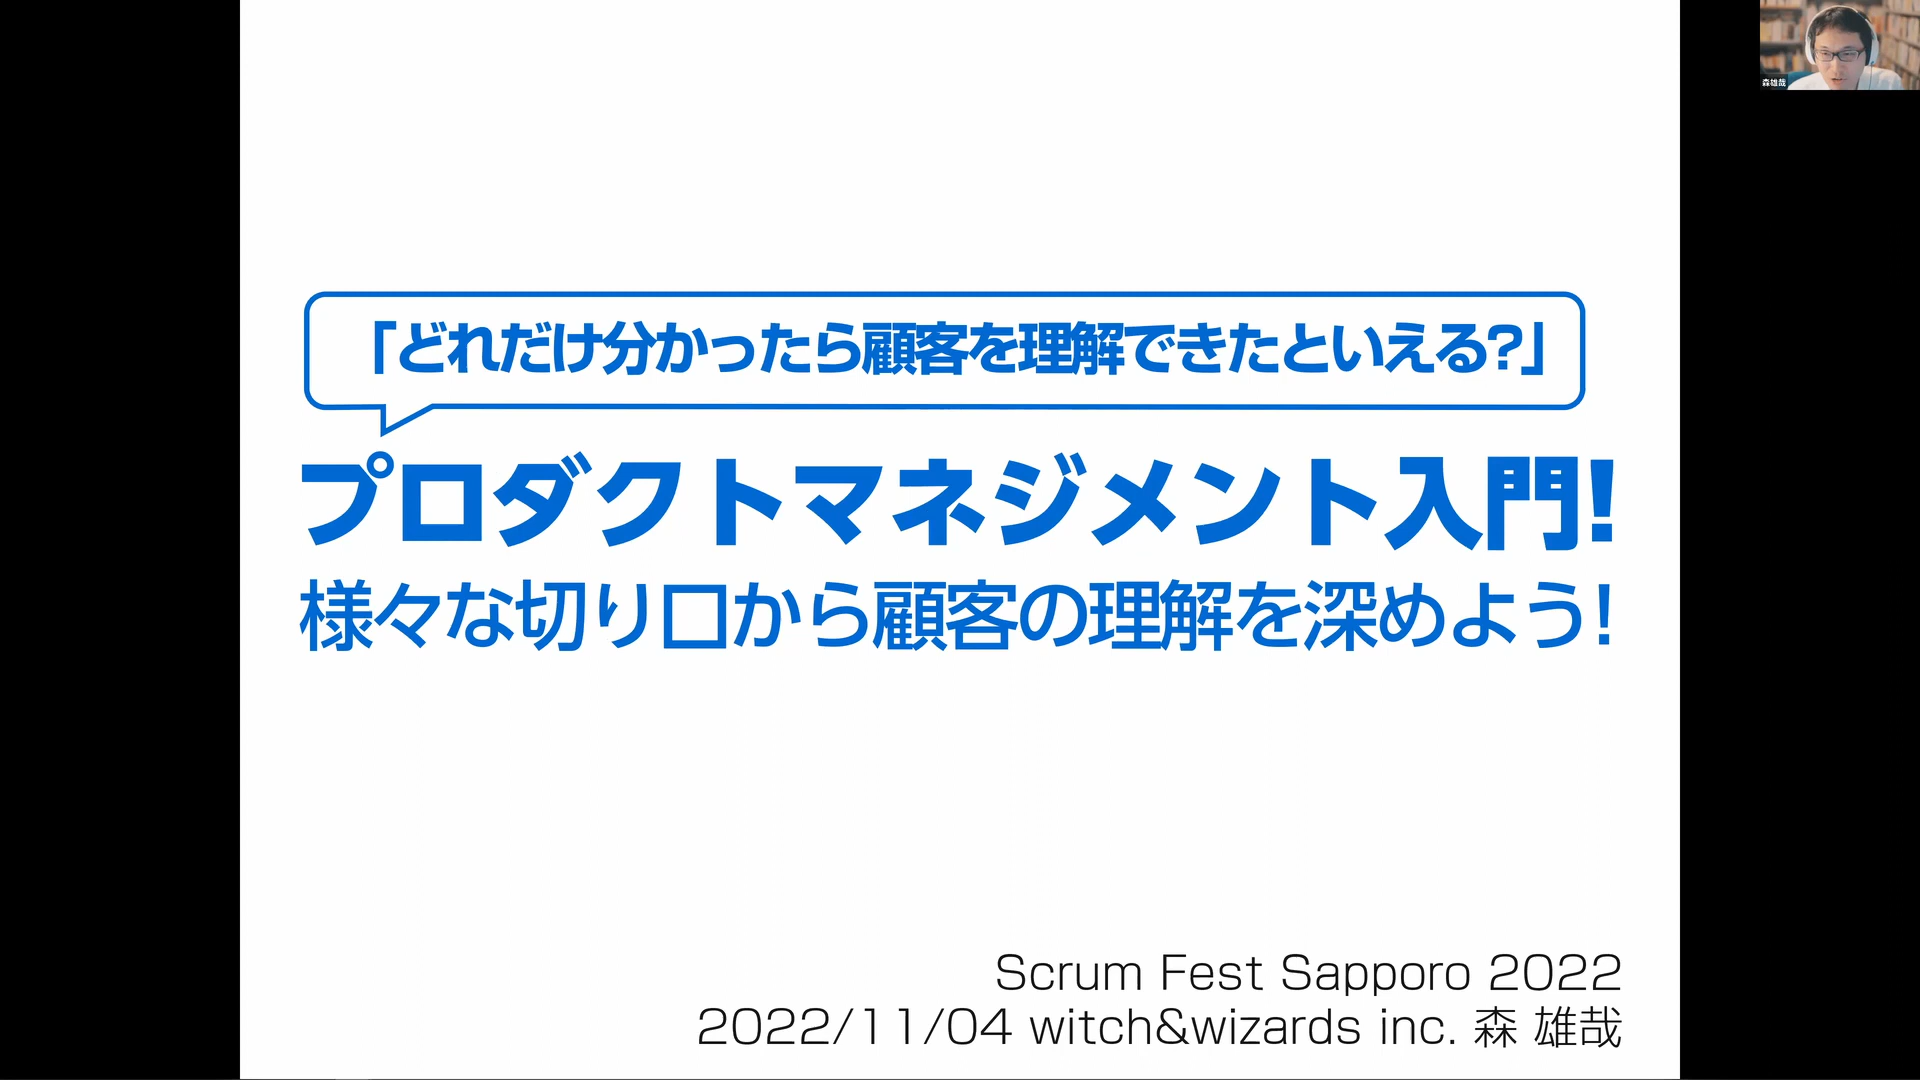 「どれだけ分かったら顧客を理解できたといえる?」
プロダクトマネジメント入門!
様々な切り口から顧客の理解を深めよう!
Scrum Fest Sapporo 2022
2022/11/04 witch&wizards inc. 森 雄哉
森雄哉